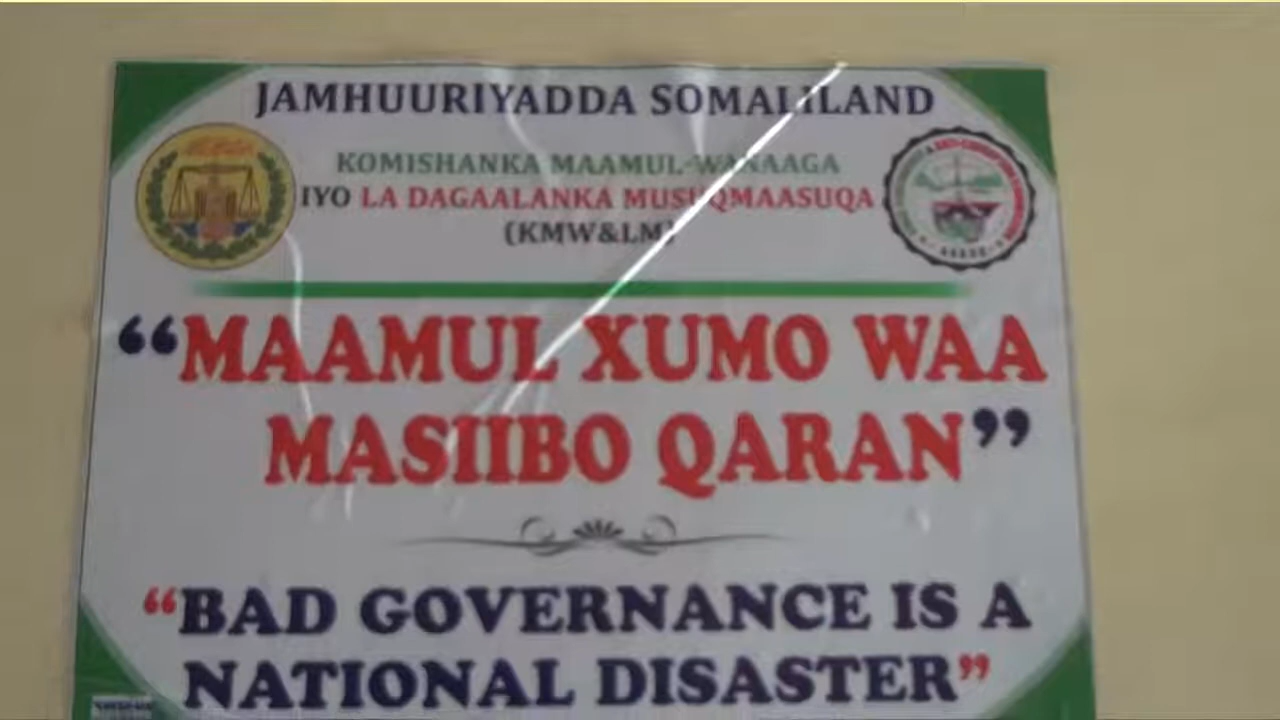 JAMHUURIYADDA SOMALILAND
KOMISHANKA MAAMUL-WANAAGA
IYO LA DAGAALANKA MUSUQMAASUQA
(KMW&LM)
“MAAMUL XUMO WAA
MASIIBO QARAN”
“BAD GOVERNANCE IS A
NATIONAL DISASTER”